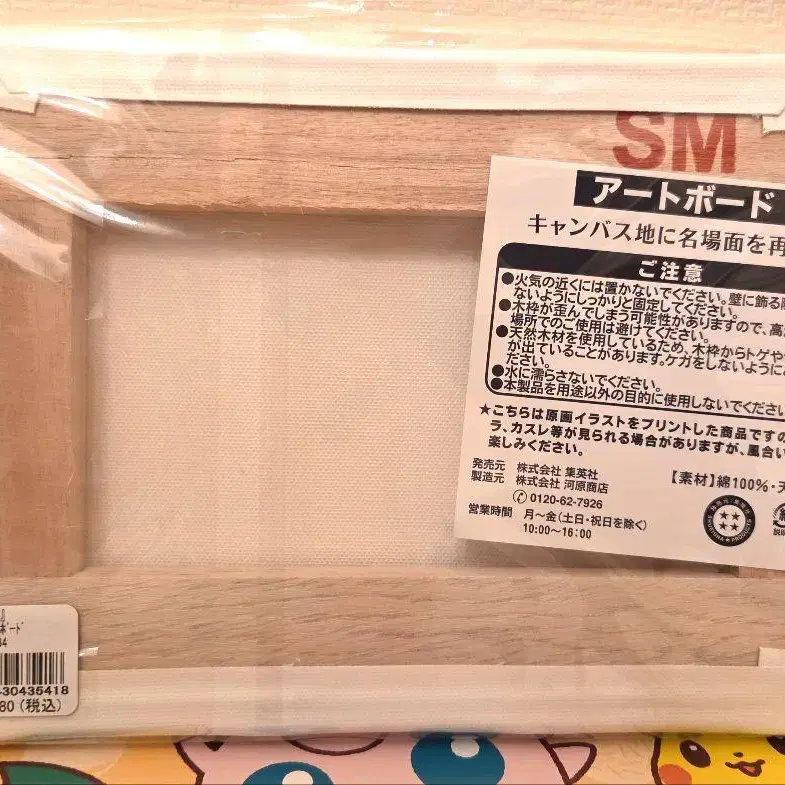 SM
アートボード
キャンバス地に名場面を再
ご注意
●火気の近くには置かないでください。壁に飾る
ないようにしっかりと固定してください。
●木枠が歪んでしまう可能性がありますので、高
場所でのご使用は避けてください。
●天然木材を使用しているため、木枠からトゲや
が出ていることがあります。ケガをしないように
ださい。
●水に濡らさないでください。
●本製品を用途以外の目的に使用しないでください
★こちらは原画イラストをプリントした商品ですの
ラ、カスレ等が見られる場合がありますが、風合い
楽しみください。
発売元 株式会社 集英社
製造元 株式会社 河原商店
0120-62-7926
営業時間 月〜金(土日・祝日を除く)
10:00〜16:00
【素材】綿100%・天
ボード
84
430435418
80(税込)